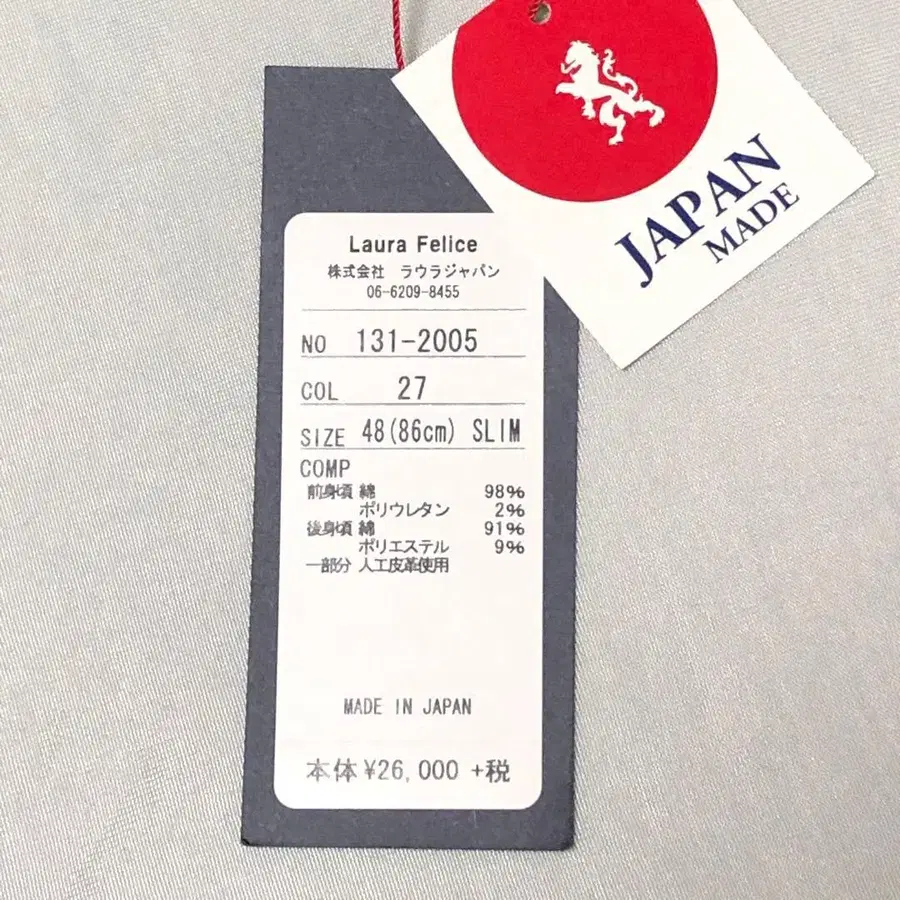 JAPAN
MADE
Laura Felice
株式会社 ラウラジャパン
06-6209-8455
NO 131-2005
COL 27
SIZE 48(86cm) SLIM
COMP
前身頃 綿 98%
ポリウレタン 2%
後身頃 綿 91%
ポリエステル 9%
一部分 人工皮革使用
MADE IN JAPAN
本体 ¥26,000 +税